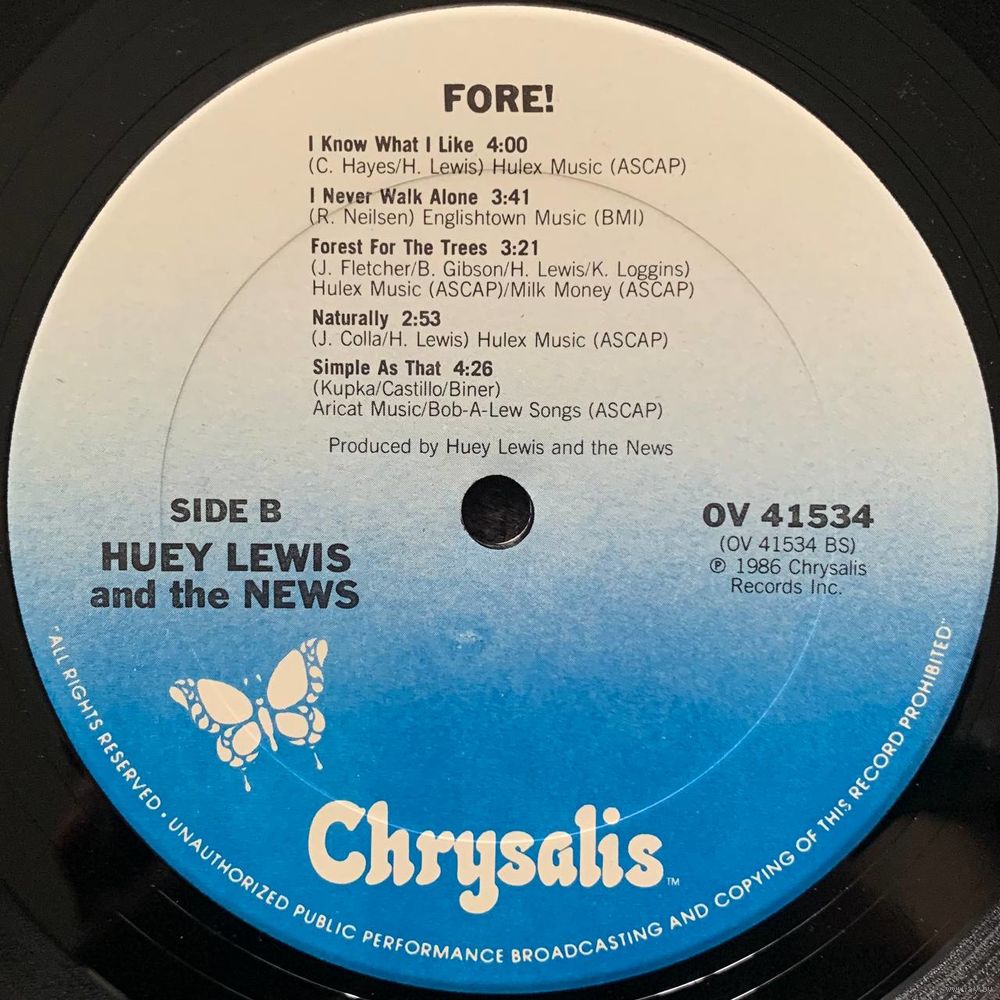 FORE!
I Know What I Like 4:00
(C. Hayes/H. Lewis) Hulex Music (ASCAP)
I Never Walk Alone 3:41
(R. Neilsen) Englishtown Music (BMI)
Forest For The Trees 3:21
(J. Fletcher/B. Gibson/H. Lewis/K. Loggins)
Hulex Music (ASCAP)/Milk Money (ASCAP)
Naturally 2:53
(J. Colla/H. Lewis) Hulex Music (ASCAP)
Simple As That 4:26
(Kupka/Castillo/Biner)
Aricat Music/Bob-A-Lew Songs (ASCAP)
Produced by Huey Lewis and the News
SIDE B
HUEY LEWIS
and the NEWS
OV 41534
(OV 41534 BS)
℗ 1986 Chrysalis
Records Inc.
Chrysalis™
"ALL RIGHTS RESERVED • UNAUTHORIZED PUBLIC PERFORMANCE BROADCASTING AND COPYING OF THIS RECORD PROHIBITED"